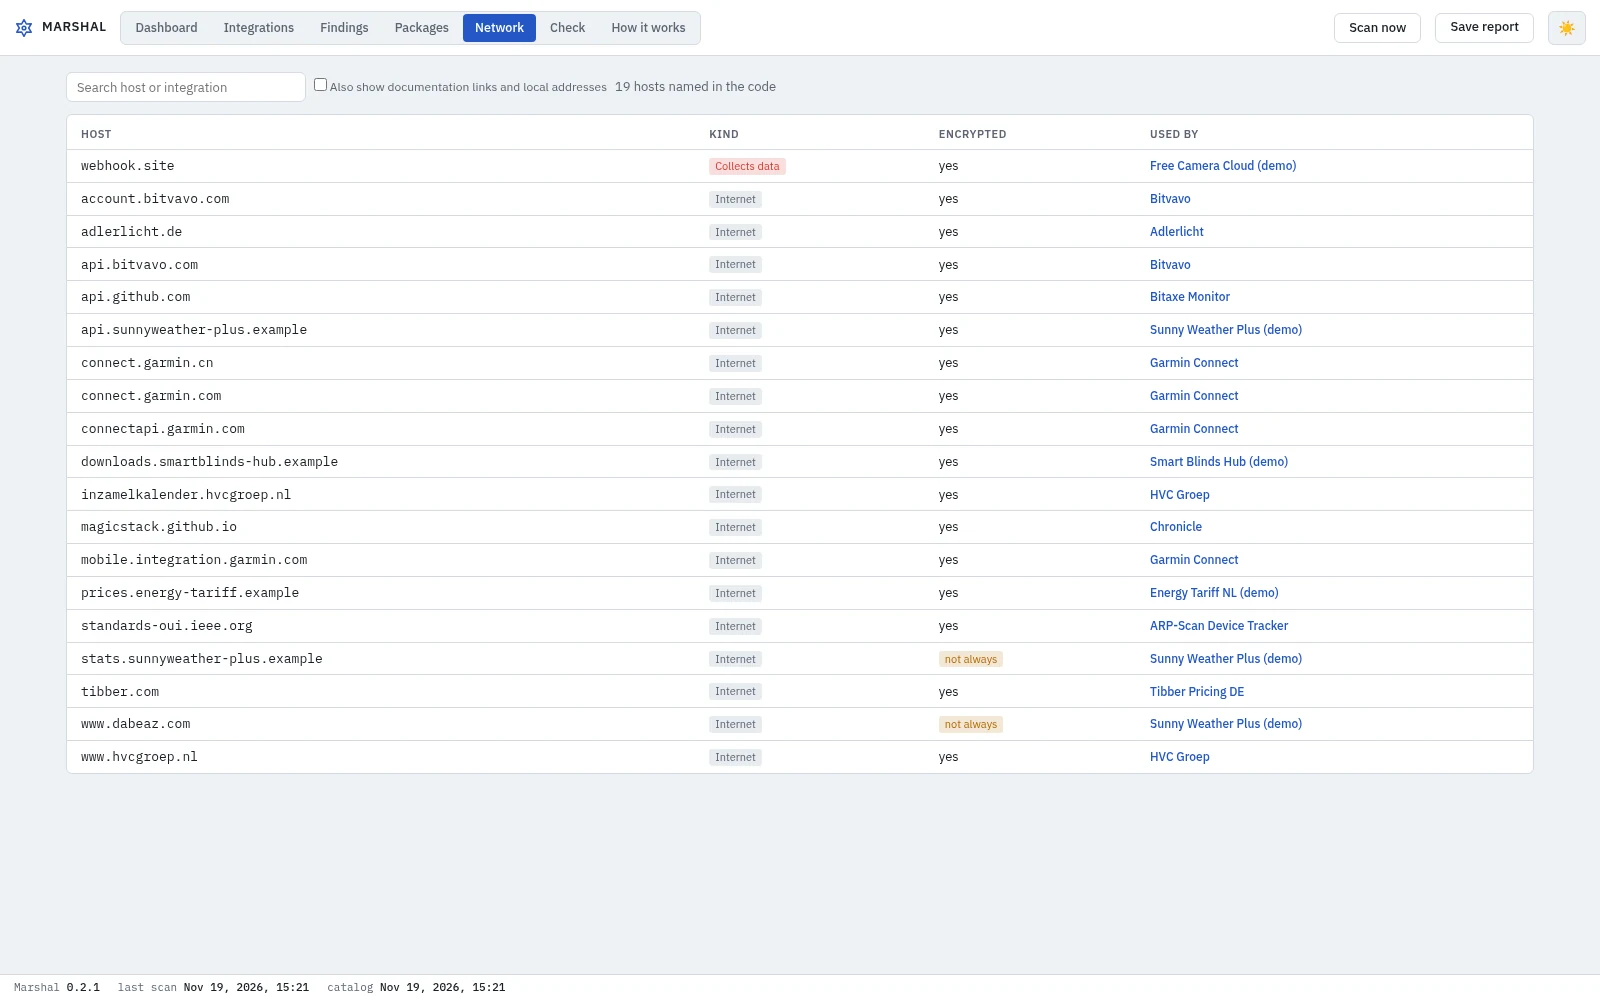 MARSHAL Dashboard Integrations Findings Packages Network Check How it works Scan now Save report
Search host or integration Also show documentation links and local addresses 19 hosts named in the code
HOST KIND ENCRYPTED USED BY
webhook.site Collects data yes Free Camera Cloud (demo)
account.bitvavo.com Internet yes Bitvavo
adlerlicht.de Internet yes Adlerlicht
api.bitvavo.com Internet yes Bitvavo
api.github.com Internet yes Bitaxe Monitor
api.sunnyweather-plus.example Internet yes Sunny Weather Plus (demo)
connect.garmin.cn Internet yes Garmin Connect
connect.garmin.com Internet yes Garmin Connect
connectapi.garmin.com Internet yes Garmin Connect
downloads.smartblinds-hub.example Internet yes Smart Blinds Hub (demo)
inzamelkalender.hvcgroep.nl Internet yes HVC Groep
magicstack.github.io Internet yes Chronicle
mobile.integration.garmin.com Internet yes Garmin Connect
prices.energy-tariff.example Internet yes Energy Tariff NL (demo)
standards-oui.ieee.org Internet yes ARP-Scan Device Tracker
stats.sunnyweather-plus.example Internet not always Sunny Weather Plus (demo)
tibber.com Internet yes Tibber Pricing DE
www.dabeaz.com Internet not always Sunny Weather Plus (demo)
www.hvcgroep.nl Internet yes HVC Groep
Marshal 0.2.1 last scan Nov 19, 2026, 15:21 catalog Nov 19, 2026, 15:21